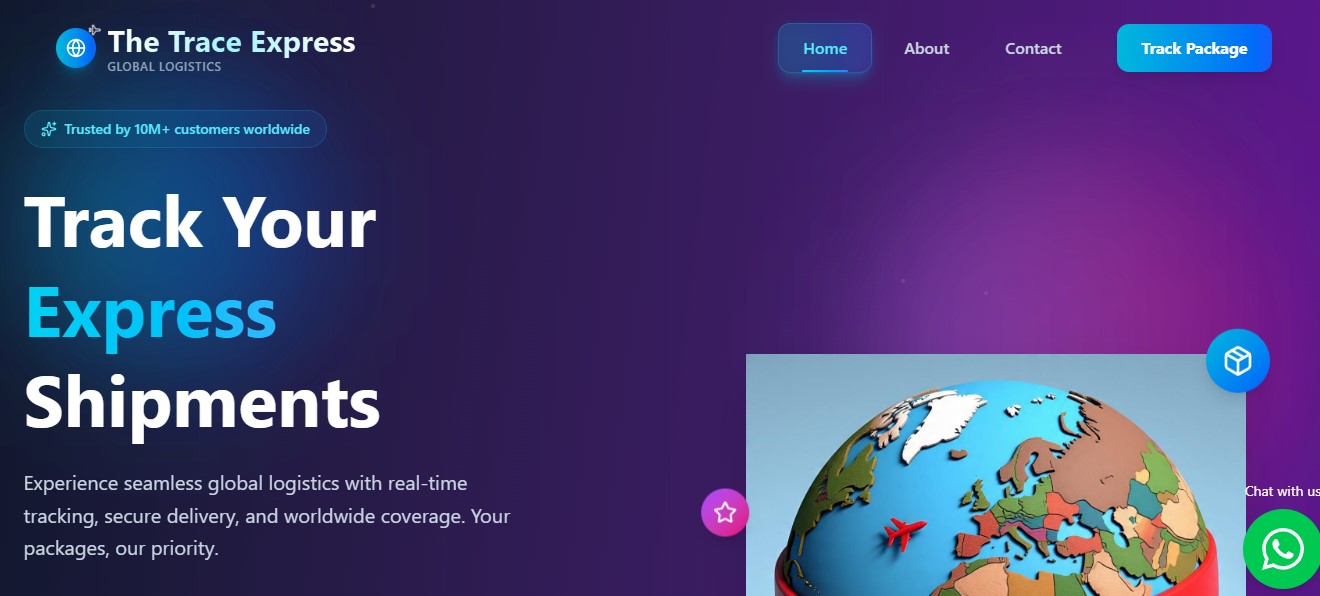 The Trace Express
GLOBAL LOGISTICS
Home
About
Contact
Track Package
Trusted by 10M+ customers worldwide
Track Your
Express
Shipments
Experience seamless global logistics with real-time
tracking, secure delivery, and worldwide coverage. Your
packages, our priority.
Chat with us